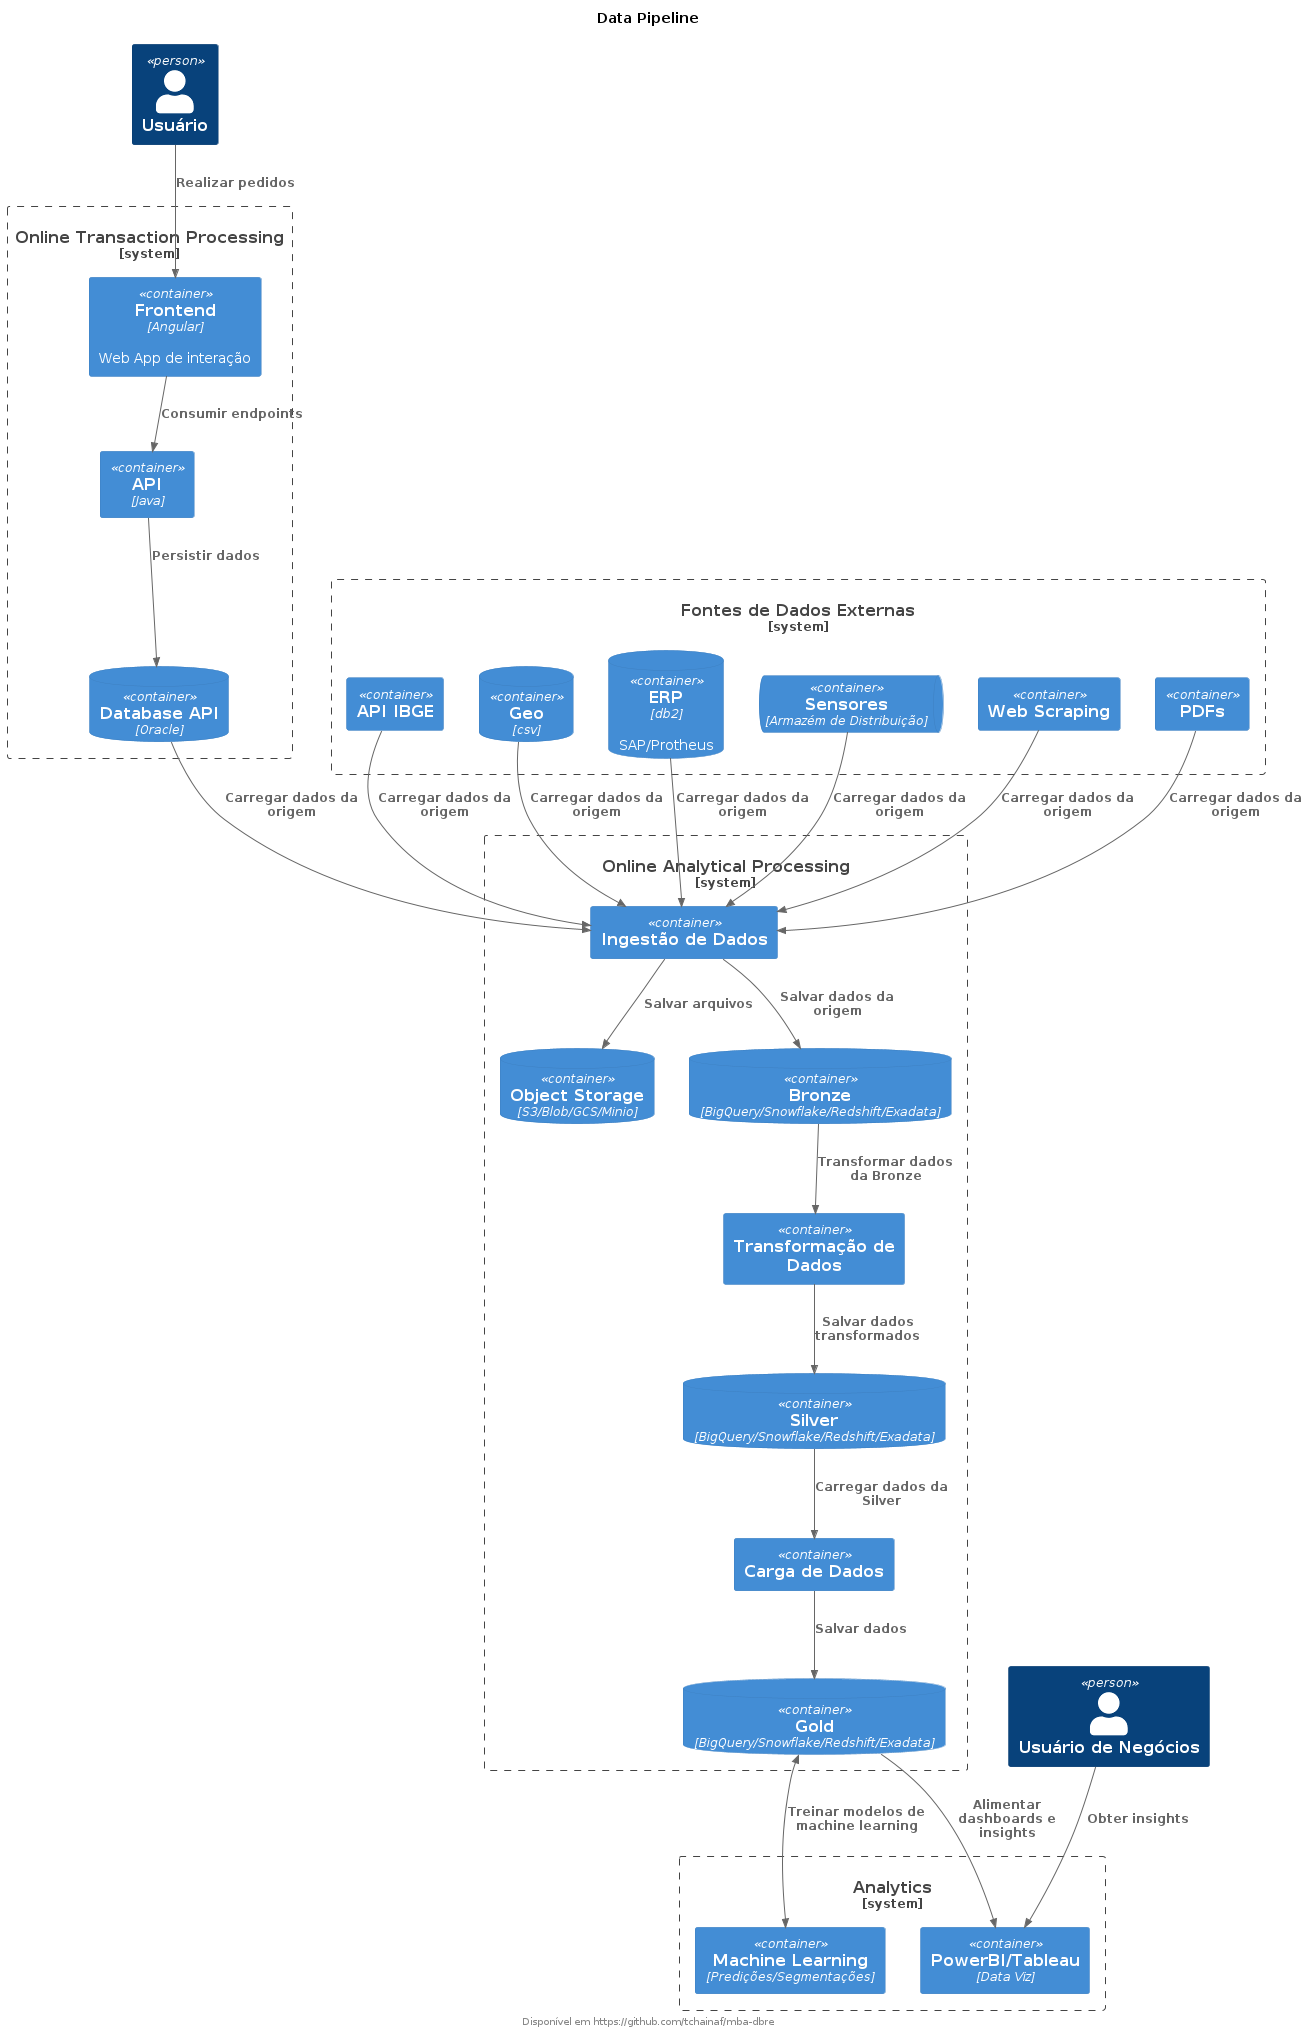 Data Pipeline
«person»
Usuário
Realizar pedidos
Online Transaction Processing
[system]
«container»
Frontend
[Angular]
Web App de interação
Consumir endpoints
«container»
API
[Java]
Persistir dados
«container»
Database API
[Oracle]
Fontes de Dados Externas
[system]
«container»
API IBGE
«container»
Geo
[csv]
«container»
ERP
[db2]
SAP/Protheus
«container»
Sensores
[Armazém de Distribuição]
«container»
Web Scraping
«container»
PDFs
Carregar dados da
origem
Carregar dados da
origem
Carregar dados da
origem
Carregar dados da
origem
Carregar dados da
origem
Carregar dados da
origem
Carregar dados da
origem
Online Analytical Processing
[system]
«container»
Ingestão de Dados
Salvar arquivos
Salvar dados da
origem
«container»
Object Storage
[S3/Blob/GCS/Minio]
«container»
Bronze
[BigQuery/Snowflake/Redshift/Exadata]
Transformar dados
da Bronze
«container»
Transformação de
Dados
Salvar dados
transformados
«container»
Silver
[BigQuery/Snowflake/Redshift/Exadata]
Carregar dados da
Silver
«container»
Carga de Dados
Salvar dados
«container»
Gold
[BigQuery/Snowflake/Redshift/Exadata]
«person»
Usuário de Negócios
Treinar modelos de
machine learning
Alimentar
dashboards e
insights
Obter insights
Analytics
[system]
«container»
Machine Learning
[Predições/Segmentações]
«container»
PowerBI/Tableau
[Data Viz]
Disponível em https://github.com/tchainaf/mba-dbre